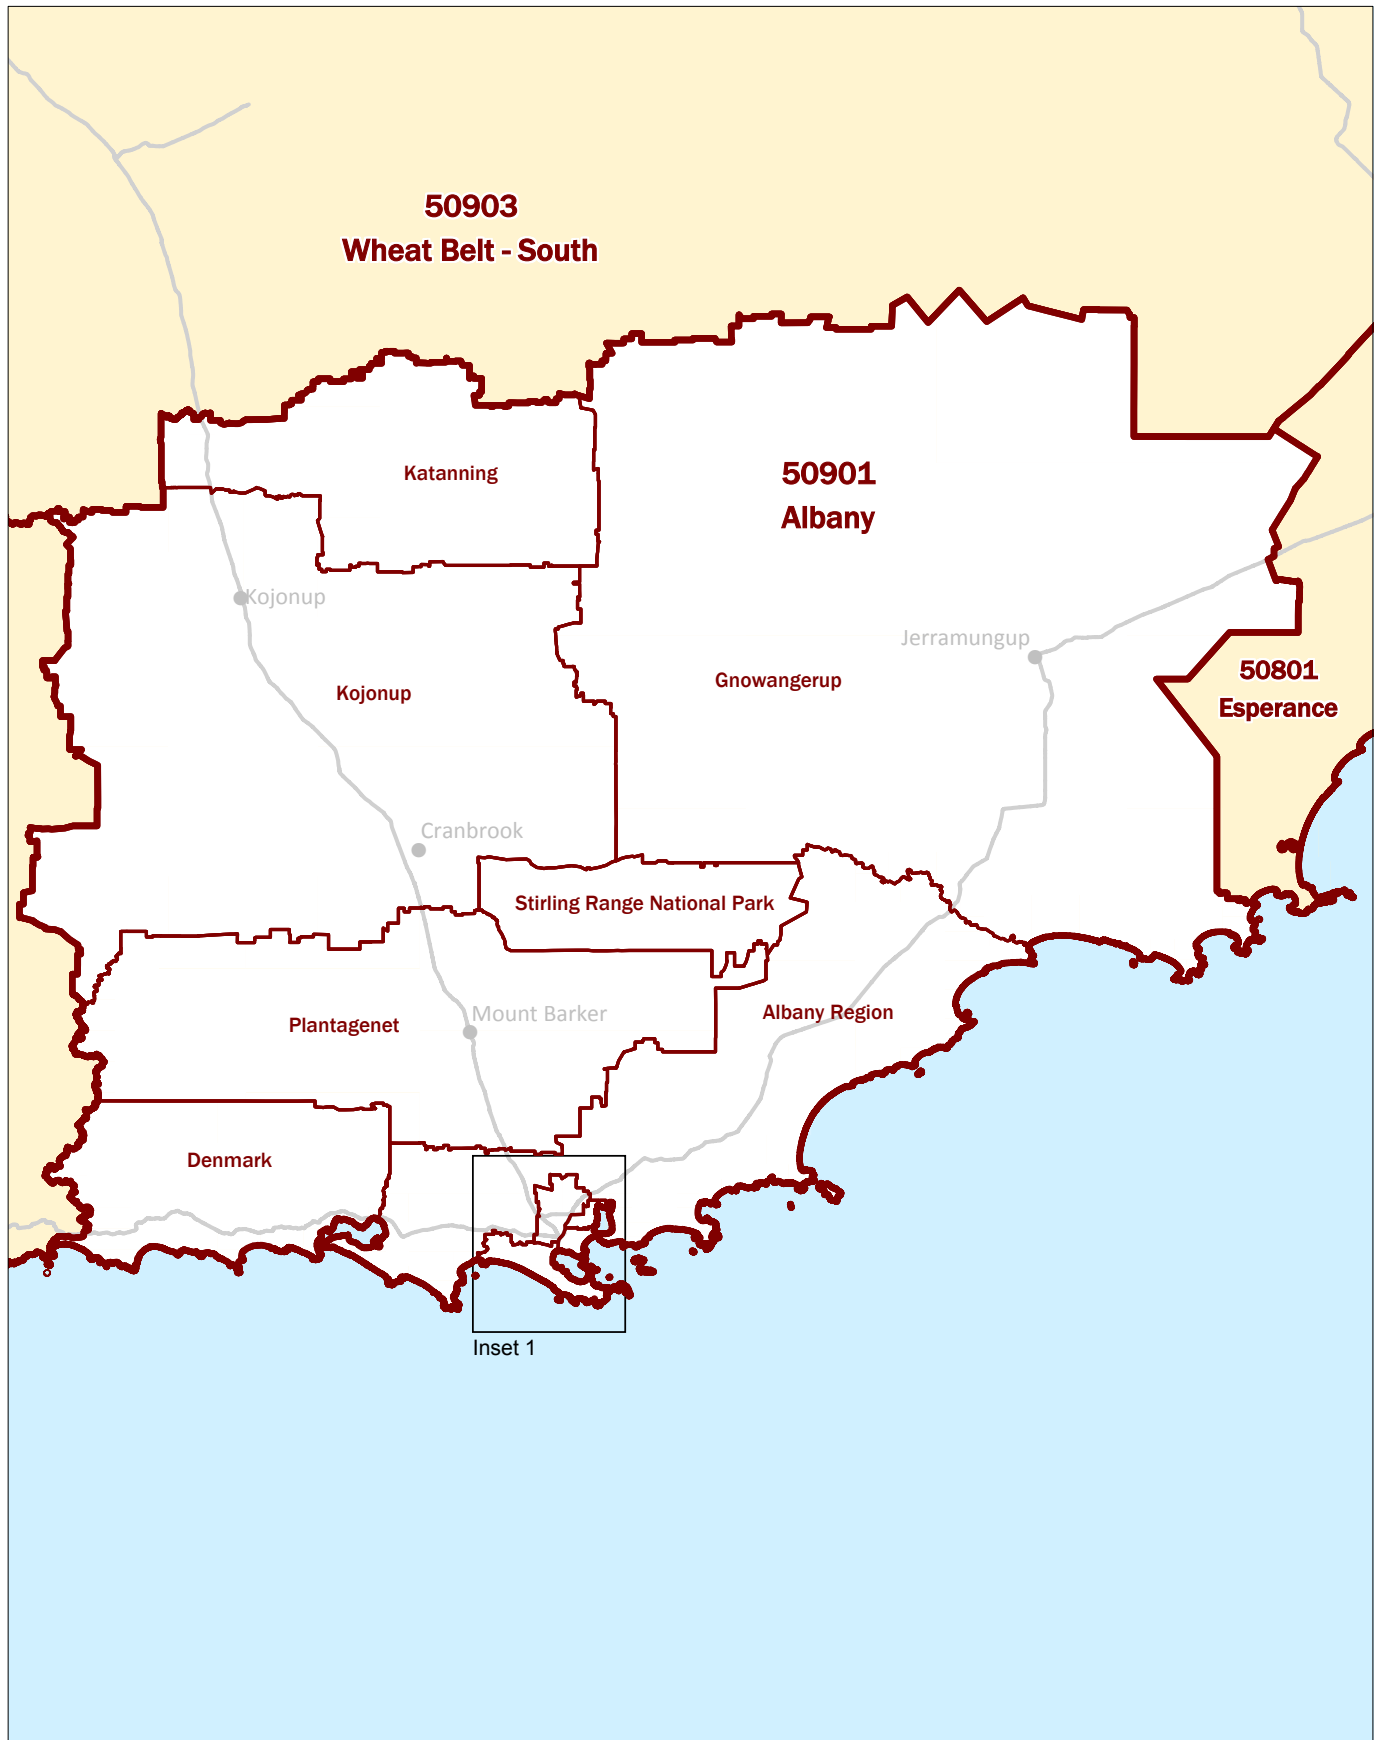 50903
Wheat Belt - South
Katanning
50901
Albany
Kojonup
Jerramungup
50801
Esperance
Gnowangerup
Kojonup
Cranbrook
Stirling Range National Park
Albany Region
Mount Barker
Plantagenet
Denmark
Inset 1